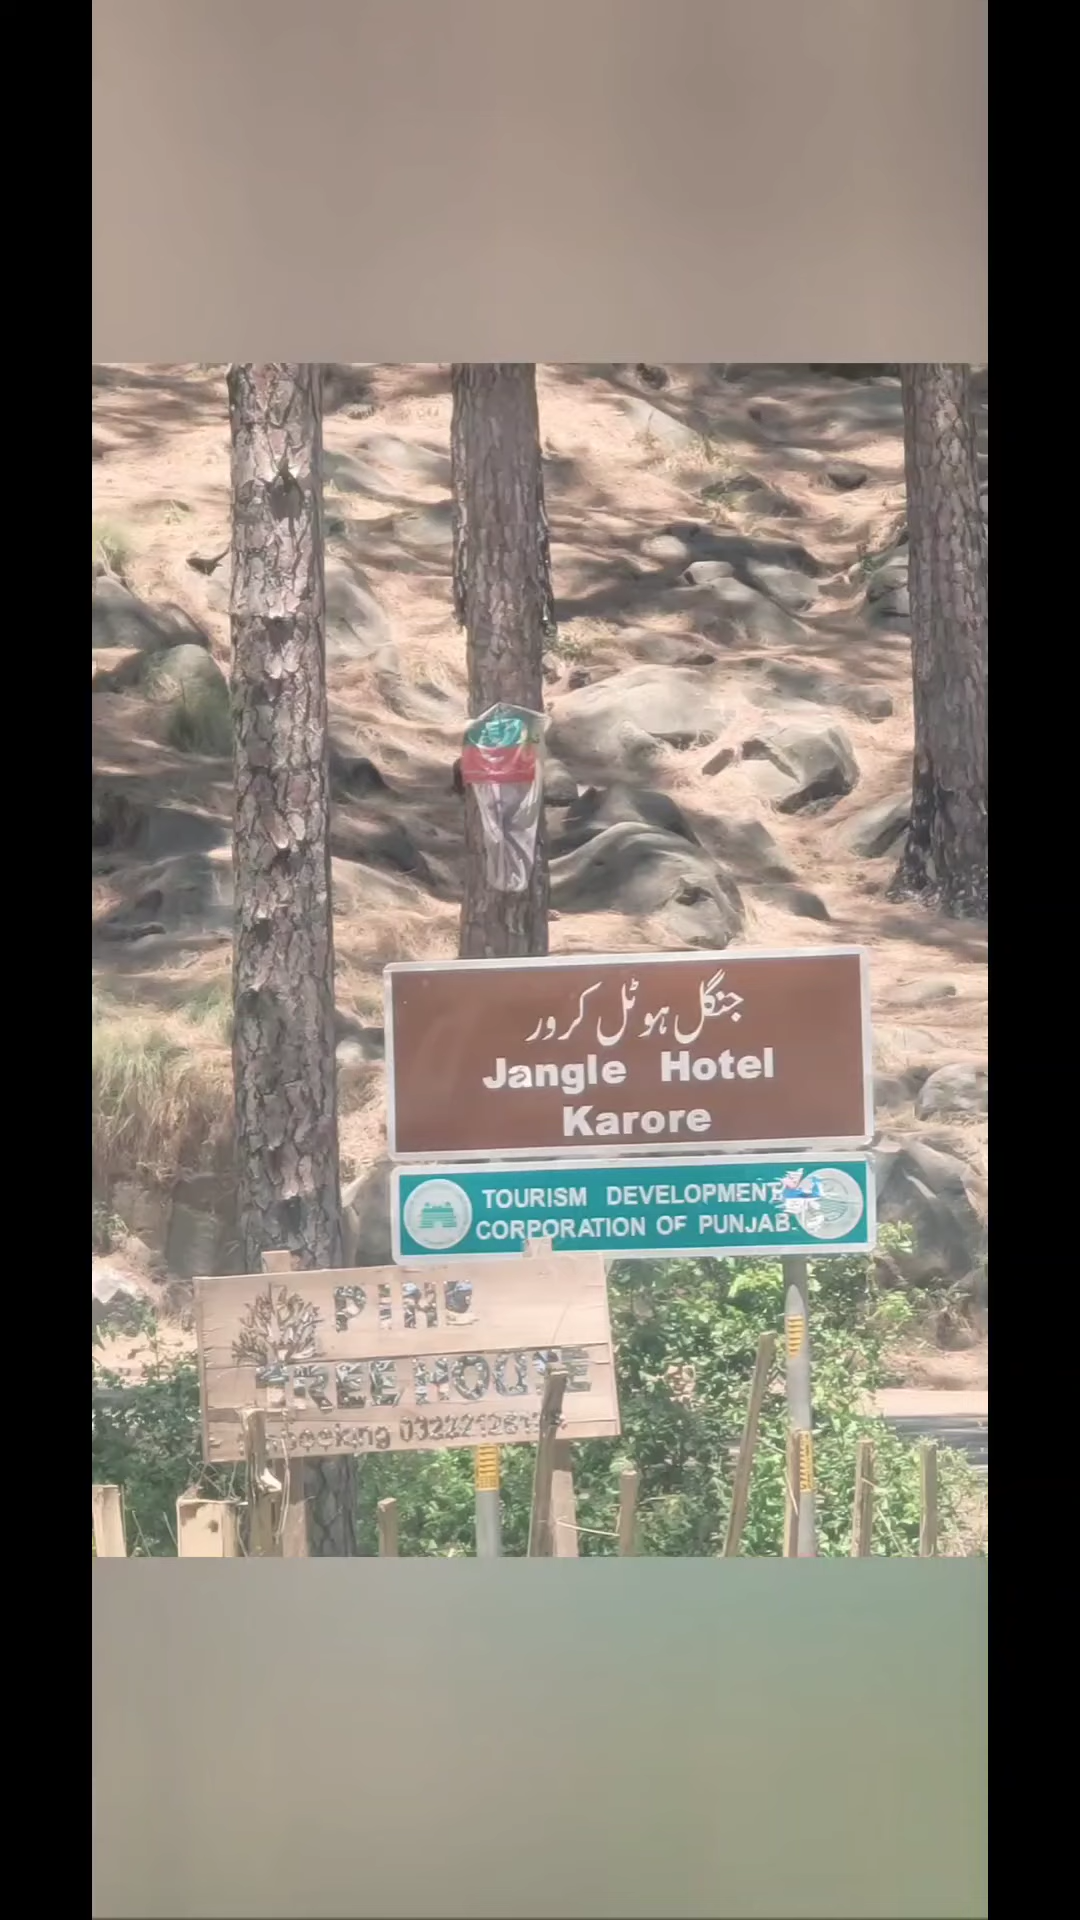 جنگل ہوٹل کرور
Jangle Hotel
Karore
TOURISM DEVELOPMENT
CORPORATION OF PUNJAB
PINE
TREE HOUSE